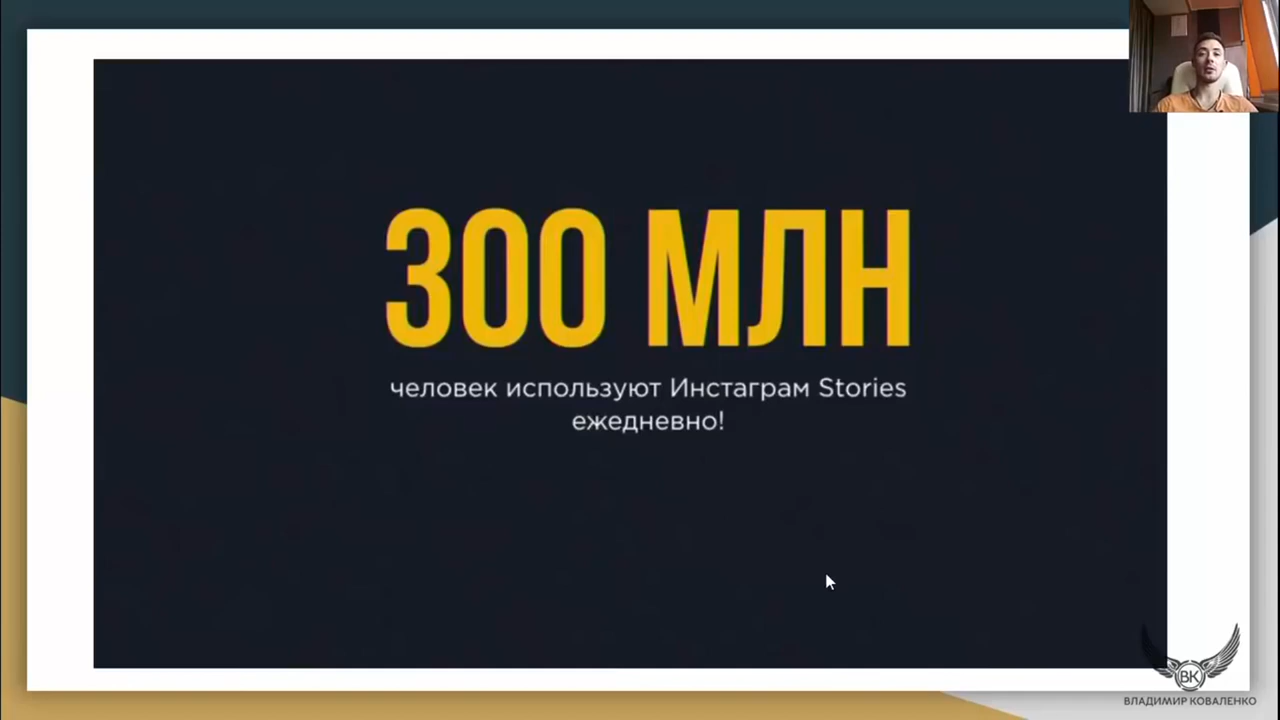 300 МЛН
человек используют Инстаграм Stories
ежедневно!
ВК
ВЛАДИМИР КОВАЛЕНКО